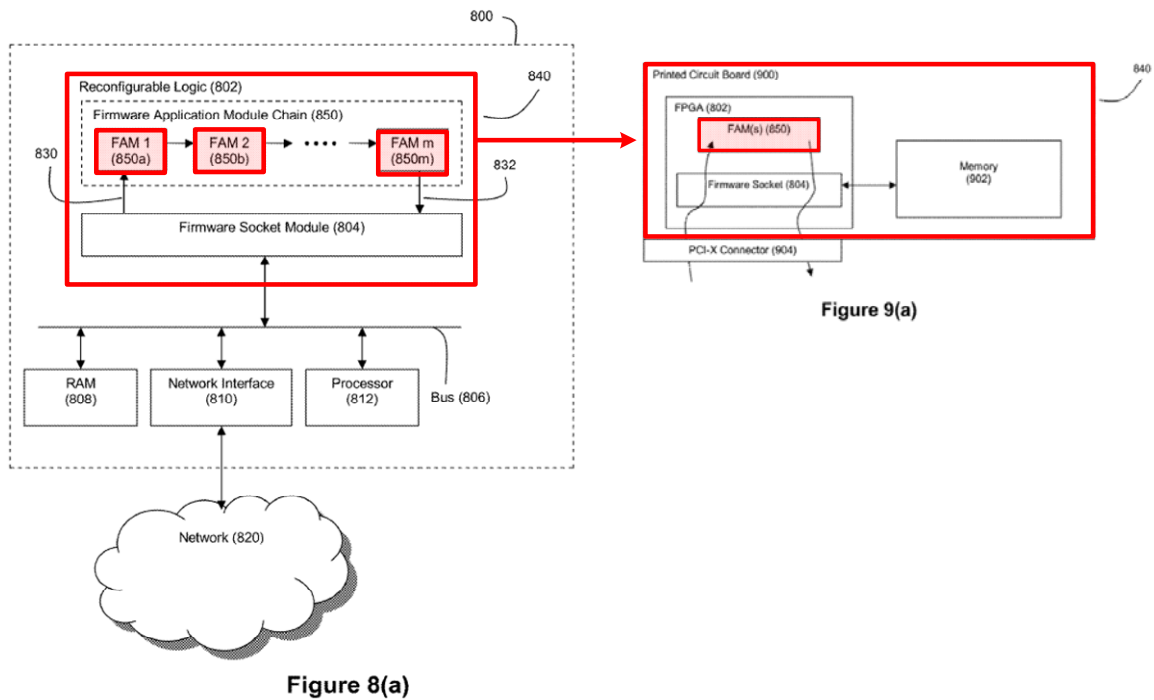 800
Reconfigurable Logic (802)
840
Firmware Application Module Chain (850)
830
FAM 1
(850a)
FAM 2
(850b)
FAM m
(850m)
832
Firmware Socket Module (804)
RAM
(808)
Network Interface
(810)
Processor
(812)
Bus (806)
Network (820)
Figure 8(a)
Printed Circuit Board (900)
840
FPGA (802)
FAM(s) (850)
Firmware Socket (804)
Memory
(902)
PCI-X Connector (904)
Figure 9(a)